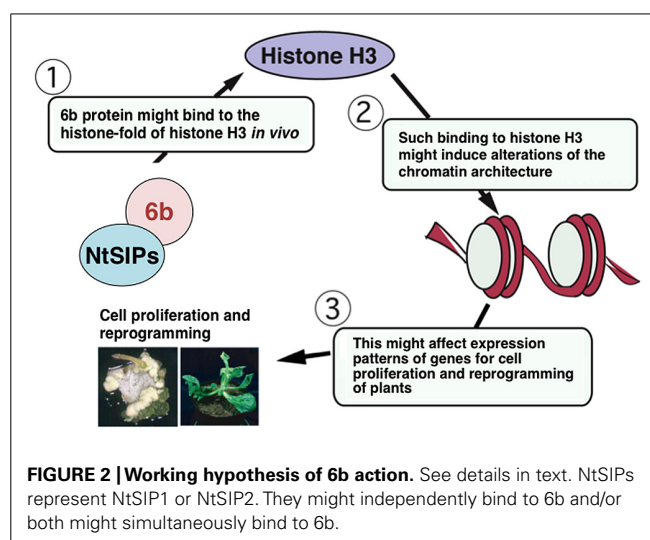 Histone H3
1
6b protein might bind to the
histone-fold of histone H3 in vivo
2
Such binding to histone H3
might induce alterations of the
chromatin architecture
6b
NtSIPs
3
This might affect expression
patterns of genes for cell
proliferation and reprogramming
of plants
Cell proliferation and
reprogramming
FIGURE 2 | Working hypothesis of 6b action. See details in text. NtSIPs
represent NtSIP1 or NtSIP2. They might independently bind to 6b and/or
both might simultaneously bind to 6b.